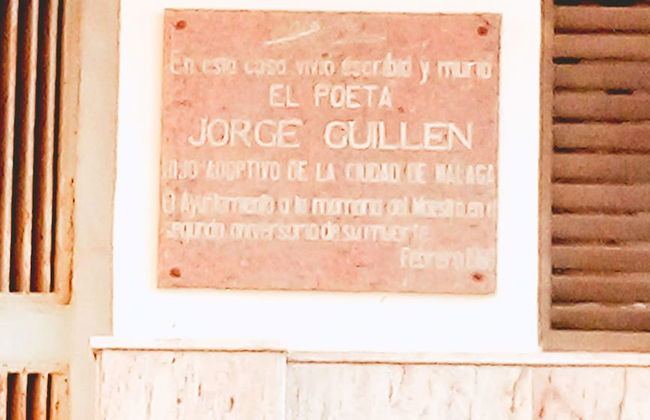 En esta casa vivió escribió y murió
EL POETA
JORGE GUILLEN
HIJO ADOPTIVO DE LA CIUDAD DE MALAGA
El Ayuntamiento a la memoria del Maestro en el
segundo aniversario de su muerte
Febrero